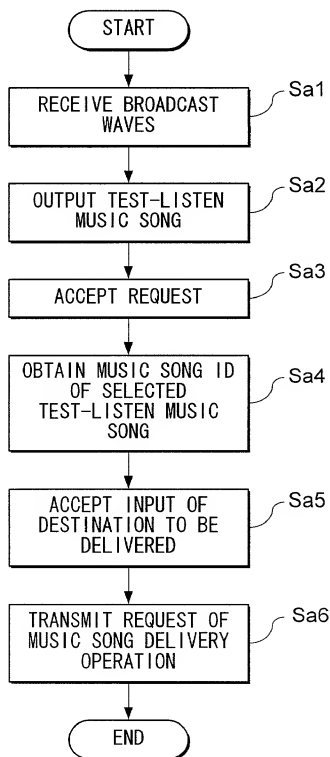 START
Sa1
RECEIVE BROADCAST
WAVES
Sa2
OUTPUT TEST-LISTEN
MUSIC SONG
Sa3
ACCEPT REQUEST
Sa4
OBTAIN MUSIC SONG ID
OF SELECTED
TEST-LISTEN MUSIC
SONG
Sa5
ACCEPT INPUT OF
DESTINATION TO BE
DELIVERED
Sa6
TRANSMIT REQUEST OF
MUSIC SONG DELIVERY
OPERATION
END